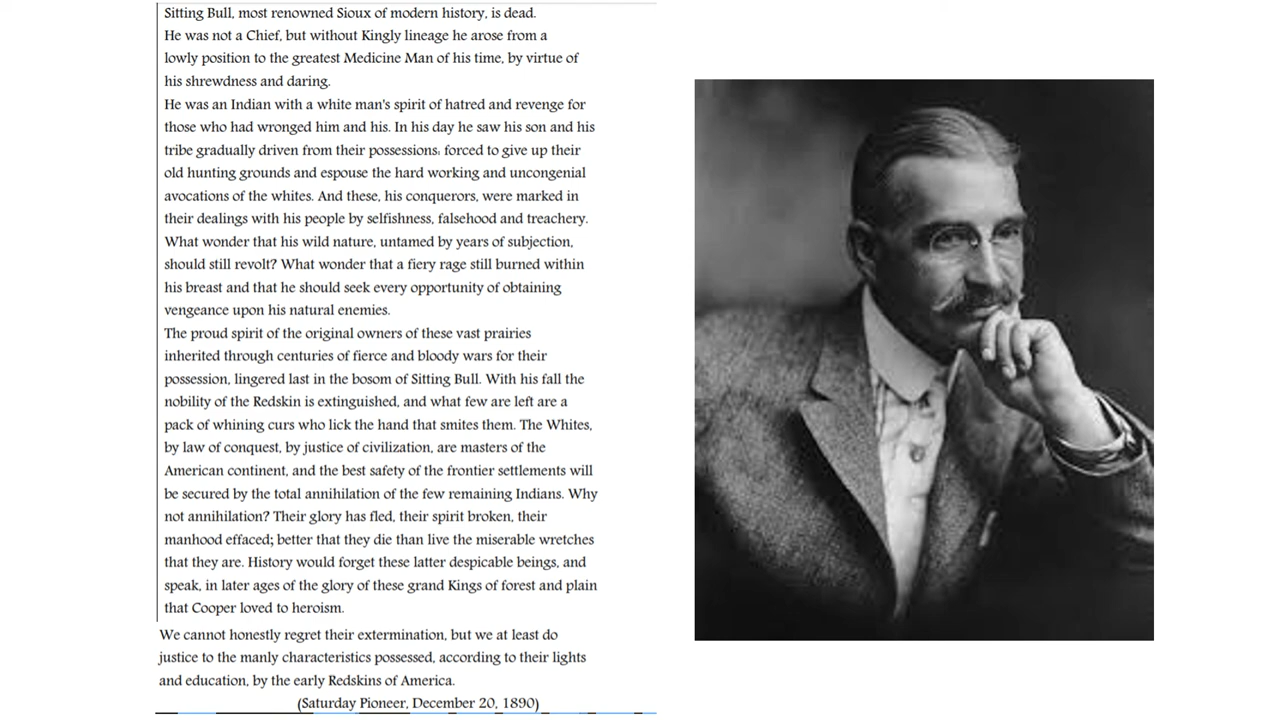 Sitting Bull, most renowned Sioux of modern history, is dead.
He was not a Chief, but without Kingly lineage he arose from a
lowly position to the greatest Medicine Man of his time, by virtue of
his shrewdness and daring.
He was an Indian with a white man's spirit of hatred and revenge for
those who had wronged him and his. In his day he saw his son and his
tribe gradually driven from their possessions: forced to give up their
old hunting grounds and espouse the hard working and uncongenial
avocations of the whites. And these, his conquerors, were marked in
their dealings with his people by selfishness, falsehood and treachery.
What wonder that his wild nature, untamed by years of subjection,
should still revolt? What wonder that a fiery rage still burned within
his breast and that he should seek every opportunity of obtaining
vengeance upon his natural enemies.
The proud spirit of the original owners of these vast prairies
inherited through centuries of fierce and bloody wars for their
possession, lingered last in the bosom of Sitting Bull. With his fall the
nobility of the Redskin is extinguished, and what few are left are a
pack of whining curs who lick the hand that smites them. The Whites,
by law of conquest, by justice of civilization, are masters of the
American continent, and the best safety of the frontier settlements will
be secured by the total annihilation of the few remaining Indians. Why
not annihilation? Their glory has fled, their spirit broken, their
manhood effaced; better that they die than live the miserable wretches
that they are. History would forget these latter despicable beings, and
speak, in later ages of the glory of these grand Kings of forest and plain
that Cooper loved to heroism.
We cannot honestly regret their extermination, but we at least do
justice to the manly characteristics possessed, according to their lights
and education, by the early Redskins of America.
(Saturday Pioneer, December 20, 1890)